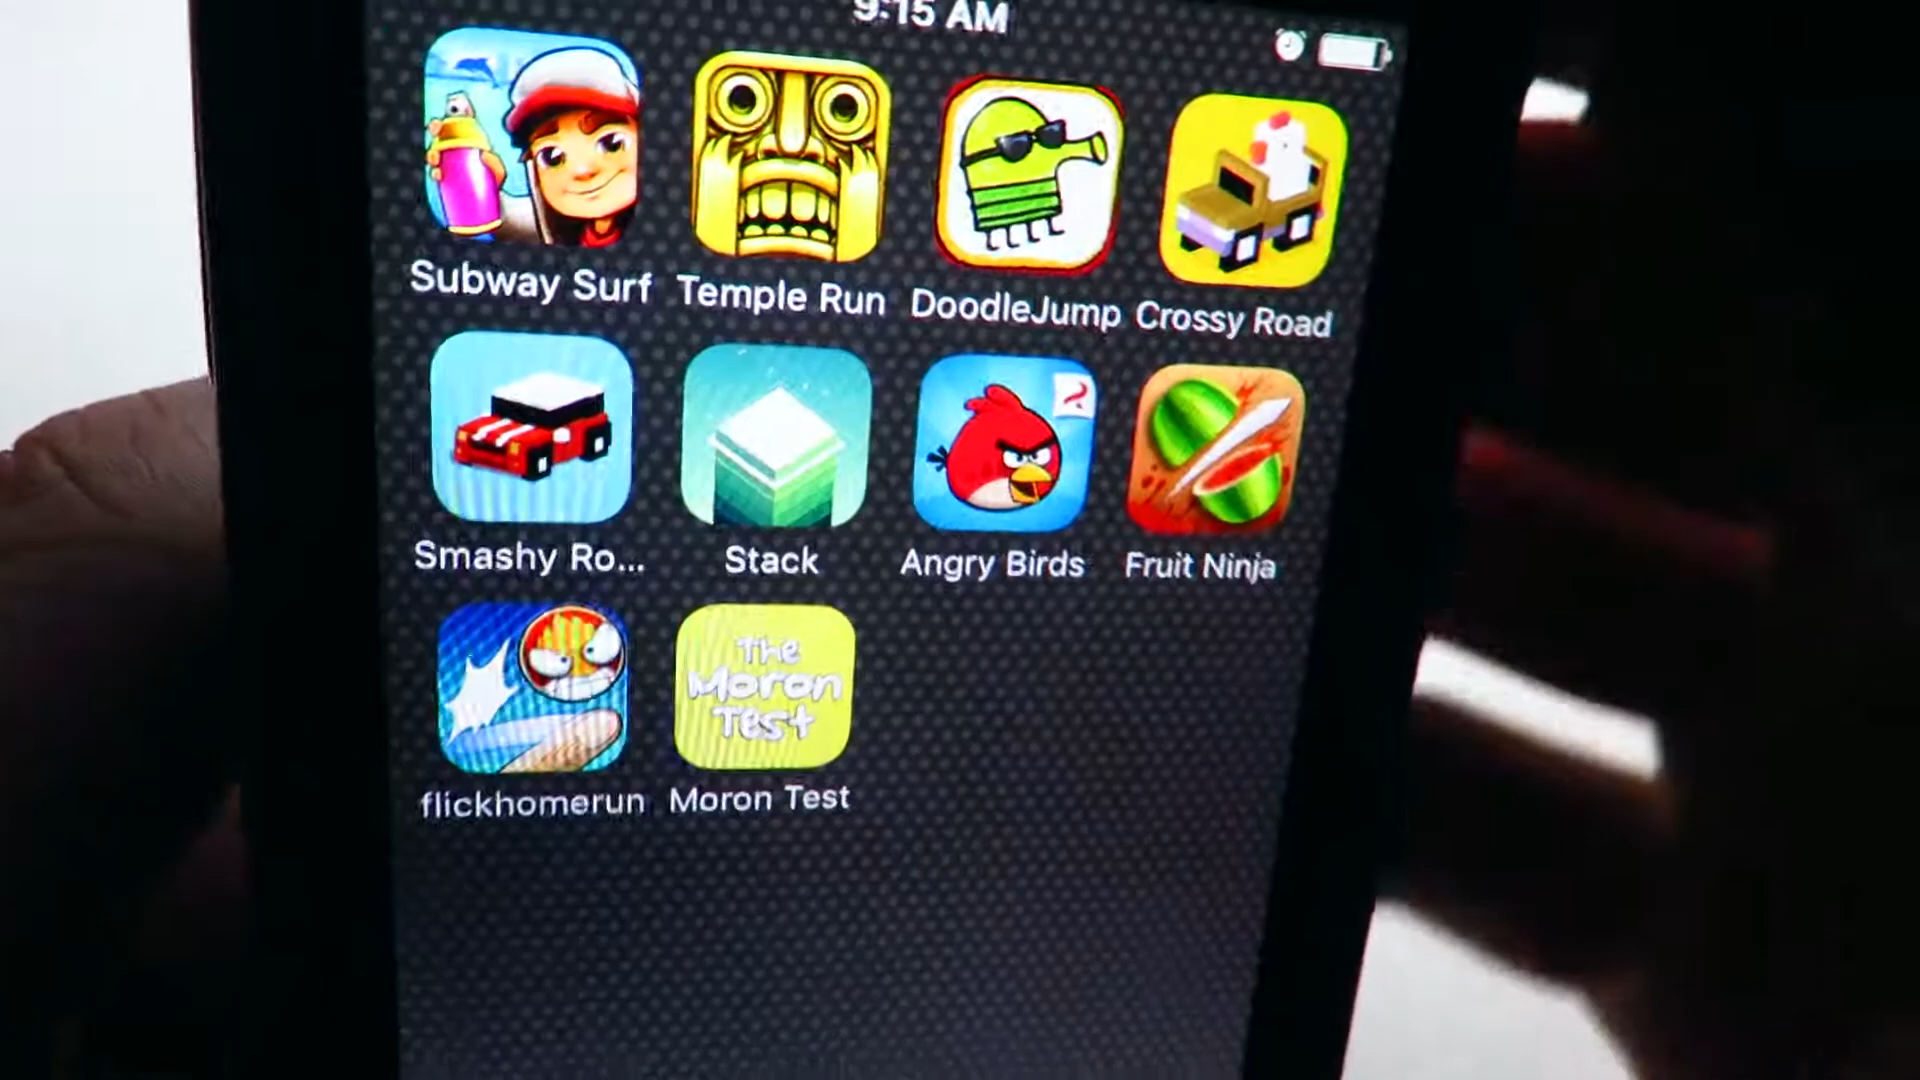 9:15 AM
Subway Surf
Temple Run
DoodleJump
Crossy Road
Smashy Ro...
Stack
Angry Birds
Fruit Ninja
The
Moron
Test
flickhomerun
Moron Test